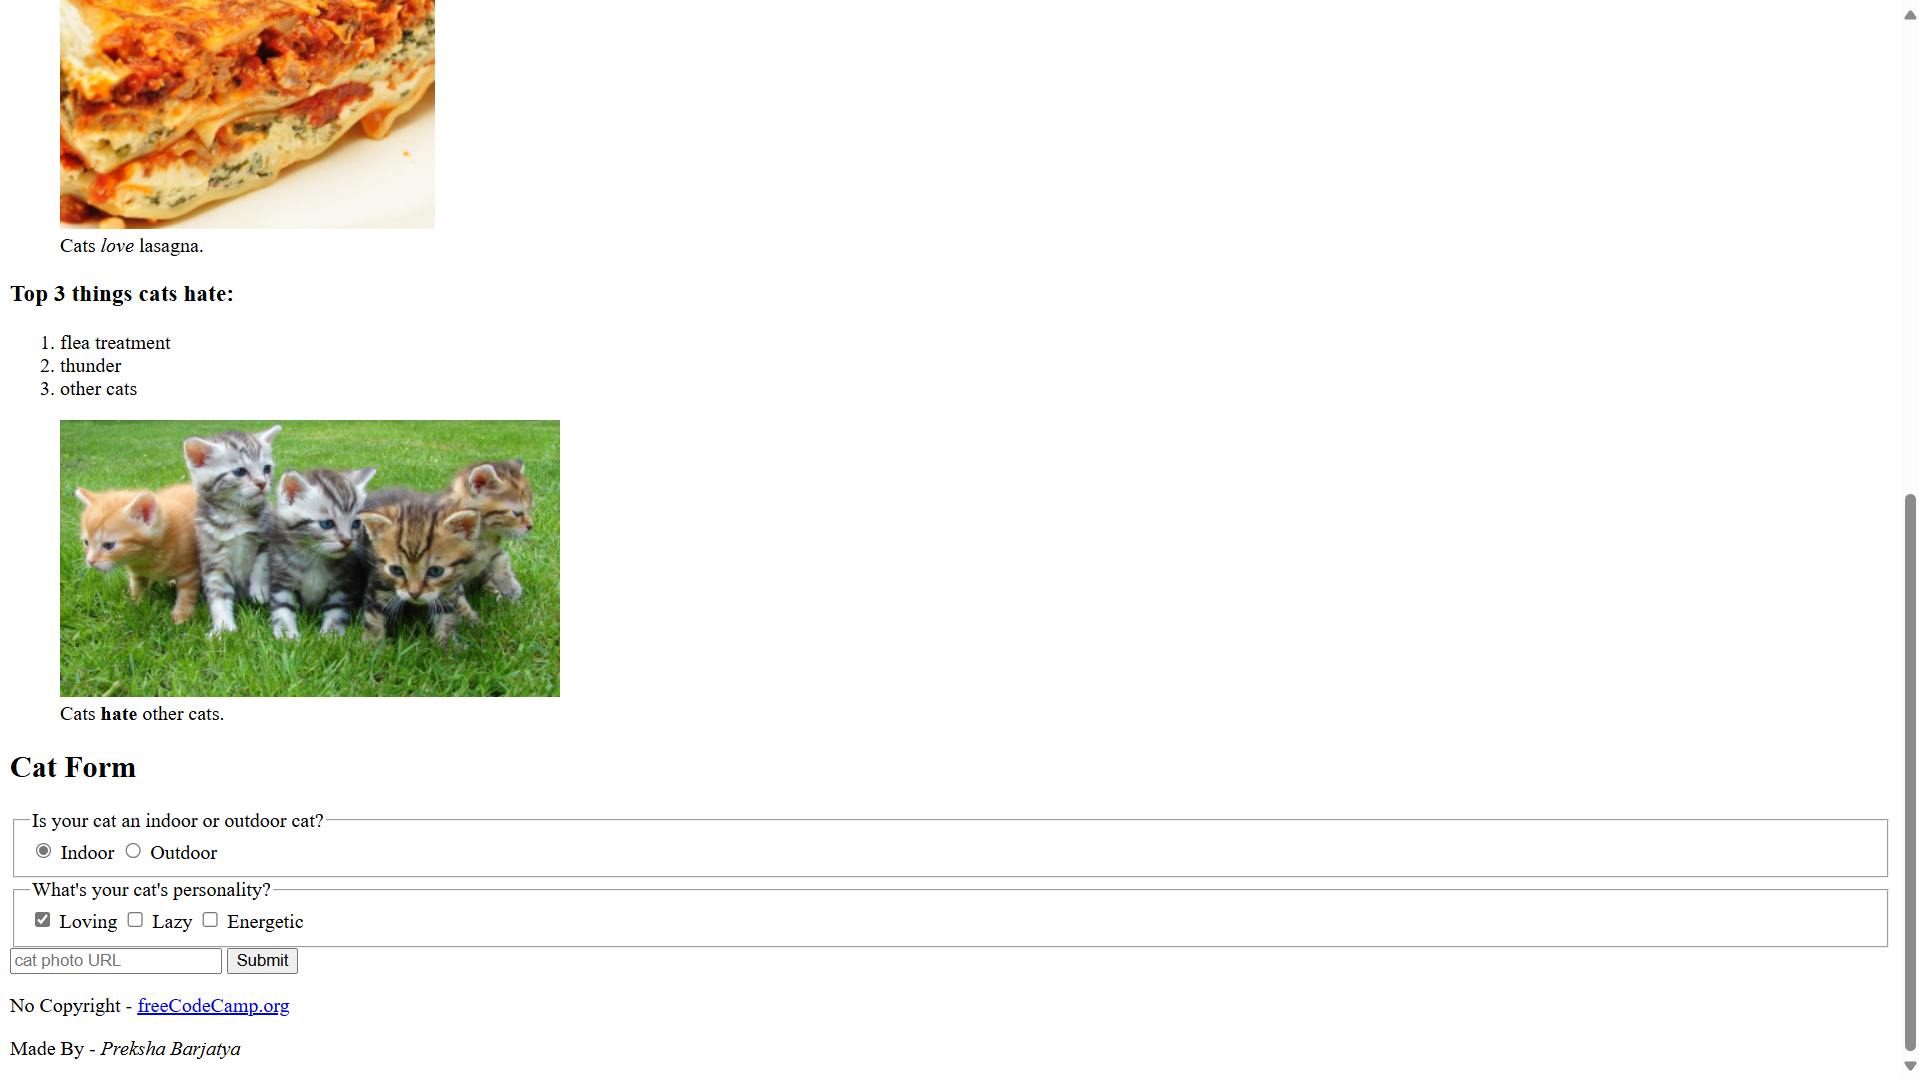 Cats love lasagna.
Top 3 things cats hate:
1. flea treatment
2. thunder
3. other cats
Cats hate other cats.
Cat Form
Is your cat an indoor or outdoor cat?
Indoor Outdoor
What's your cat's personality?
Loving Lazy Energetic
cat photo URL Submit
No Copyright - freeCodeCamp.org
Made By - Preksha Barjatya